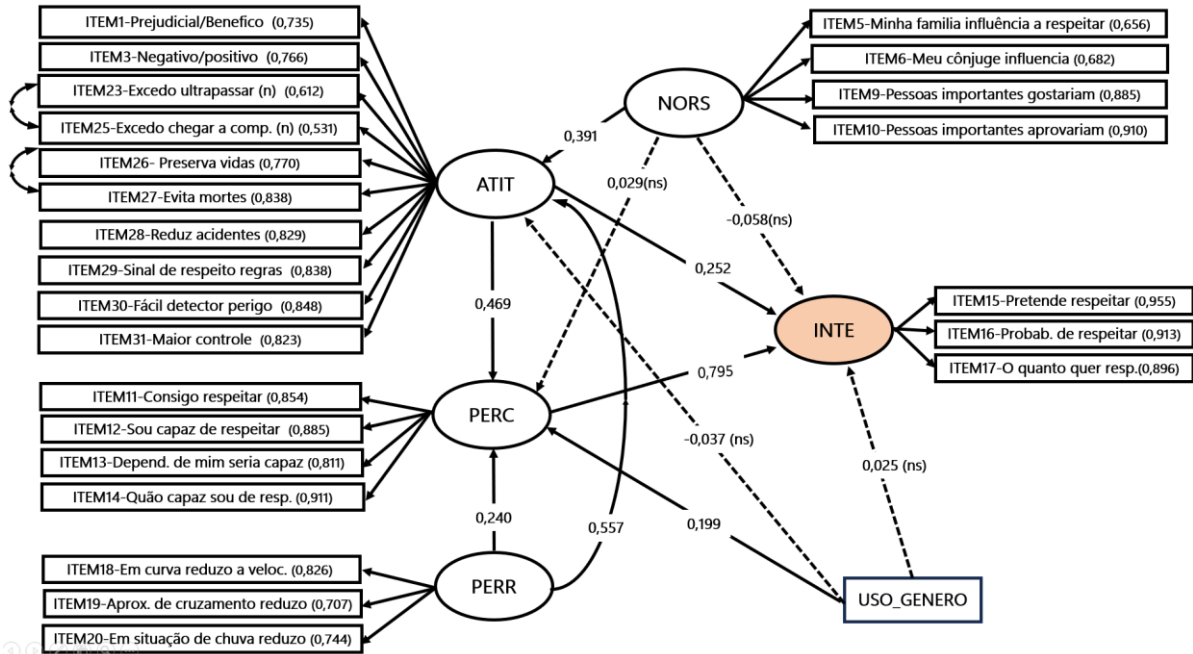 ITEM1-Prejudicial/Benefico (0,735)
ITEM3-Negativo/positivo (0,766)
ITEM23-Excedo ultrapassar (n) (0,612)
ITEM25-Excedo chegar a comp. (n) (0,531)
ITEM26- Preserva vidas (0,770)
ITEM27-Evita mortes (0,838)
ITEM28-Reduz acidentes (0,829)
ITEM29-Sinal de respeito regras (0,838)
ITEM30-Fácil detector perigo (0,848)
ITEM31-Maior controle (0,823)
ITEM11-Consigo respeitar (0,854)
ITEM12-Sou capaz de respeitar (0,885)
ITEM13-Depend. de mim seria capaz (0,811)
ITEM14-Quão capaz sou de resp. (0,911)
ITEM18-Em curva reduzo a veloc. (0,826)
ITEM19-Aprox. de cruzamento reduzo (0,707)
ITEM20-Em situação de chuva reduzo (0,744)
ATIT
PERC
PERR
NORS
INTE
USO_GENERO
0,391
0,029(ns)
-0,058(ns)
0,252
0,469
0,795
-0,037 (ns)
0,025 (ns)
0,199
0,240
0,557
ITEM5-Minha familia influência a respeitar (0,656)
ITEM6-Meu cônjuge influencia (0,682)
ITEM9-Pessoas importantes gostariam (0,885)
ITEM10-Pessoas importantes aprovariam (0,910)
ITEM15-Pretende respeitar (0,955)
ITEM16-Probab. de respeitar (0,913)
ITEM17-O quanto quer resp.(0,896)